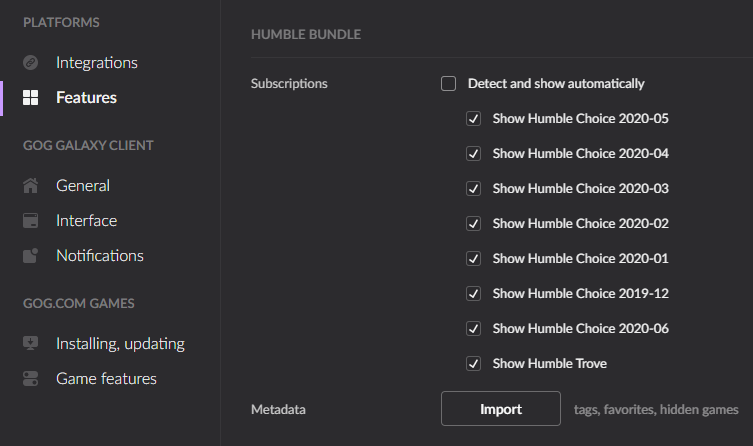 PLATFORMS
Integrations
Features
GOG GALAXY CLIENT
General
Interface
Notifications
GOG.COM GAMES
Installing, updating
Game features
HUMBLE BUNDLE
Subscriptions
Detect and show automatically
Show Humble Choice 2020-05
Show Humble Choice 2020-04
Show Humble Choice 2020-03
Show Humble Choice 2020-02
Show Humble Choice 2020-01
Show Humble Choice 2019-12
Show Humble Choice 2020-06
Show Humble Trove
Metadata
Import
tags, favorites, hidden games